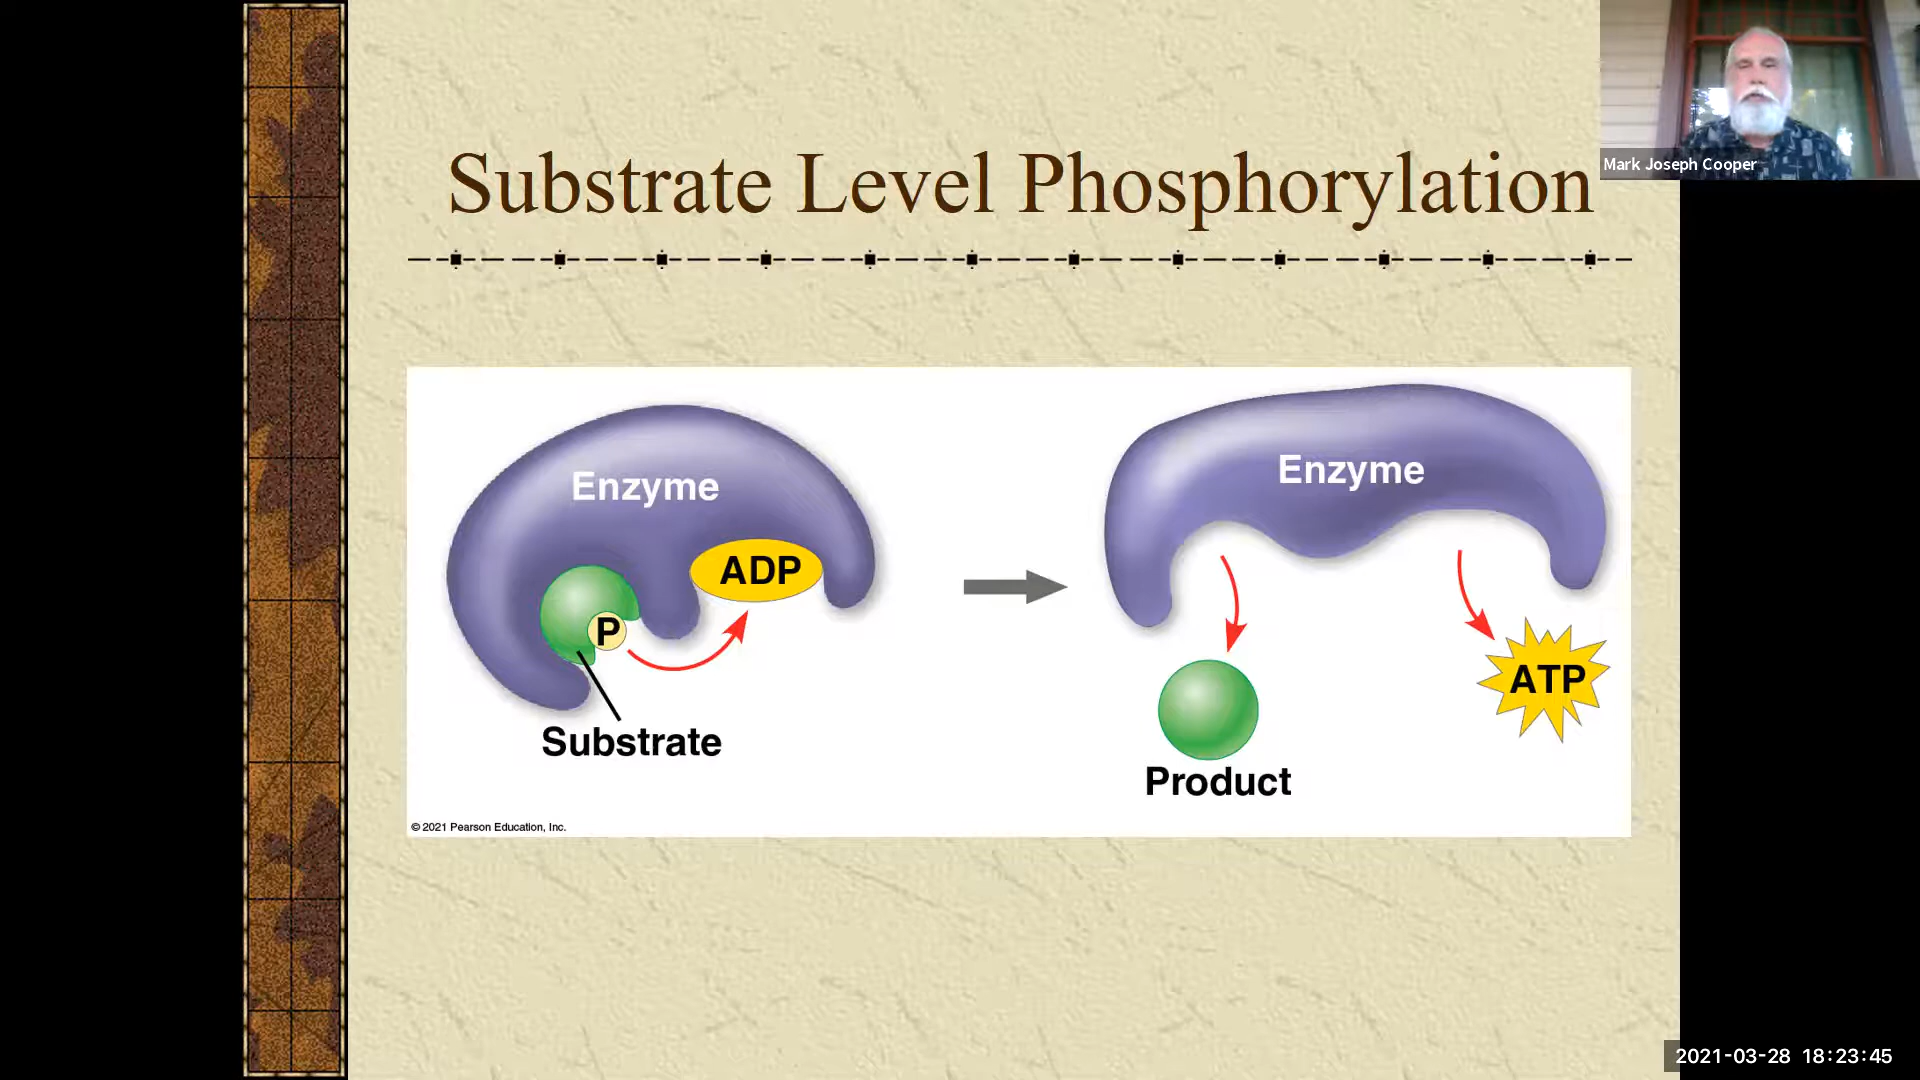 Substrate Level Phosphorylation
Mark Joseph Cooper
Enzyme
ADP
P
Substrate
Enzyme
ATP
Product
© 2021 Pearson Education, Inc.
2021-03-28 18:23:45